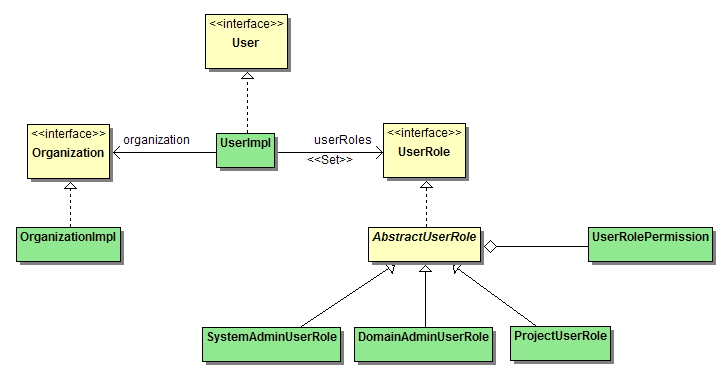 <<interface>>
User
<<interface>>
Organization
organization
UserImpl
userRoles
<<Set>>
<<interface>>
UserRole
OrganizationImpl
AbstractUserRole
UserRolePermission
SystemAdminUserRole
DomainAdminUserRole
ProjectUserRole